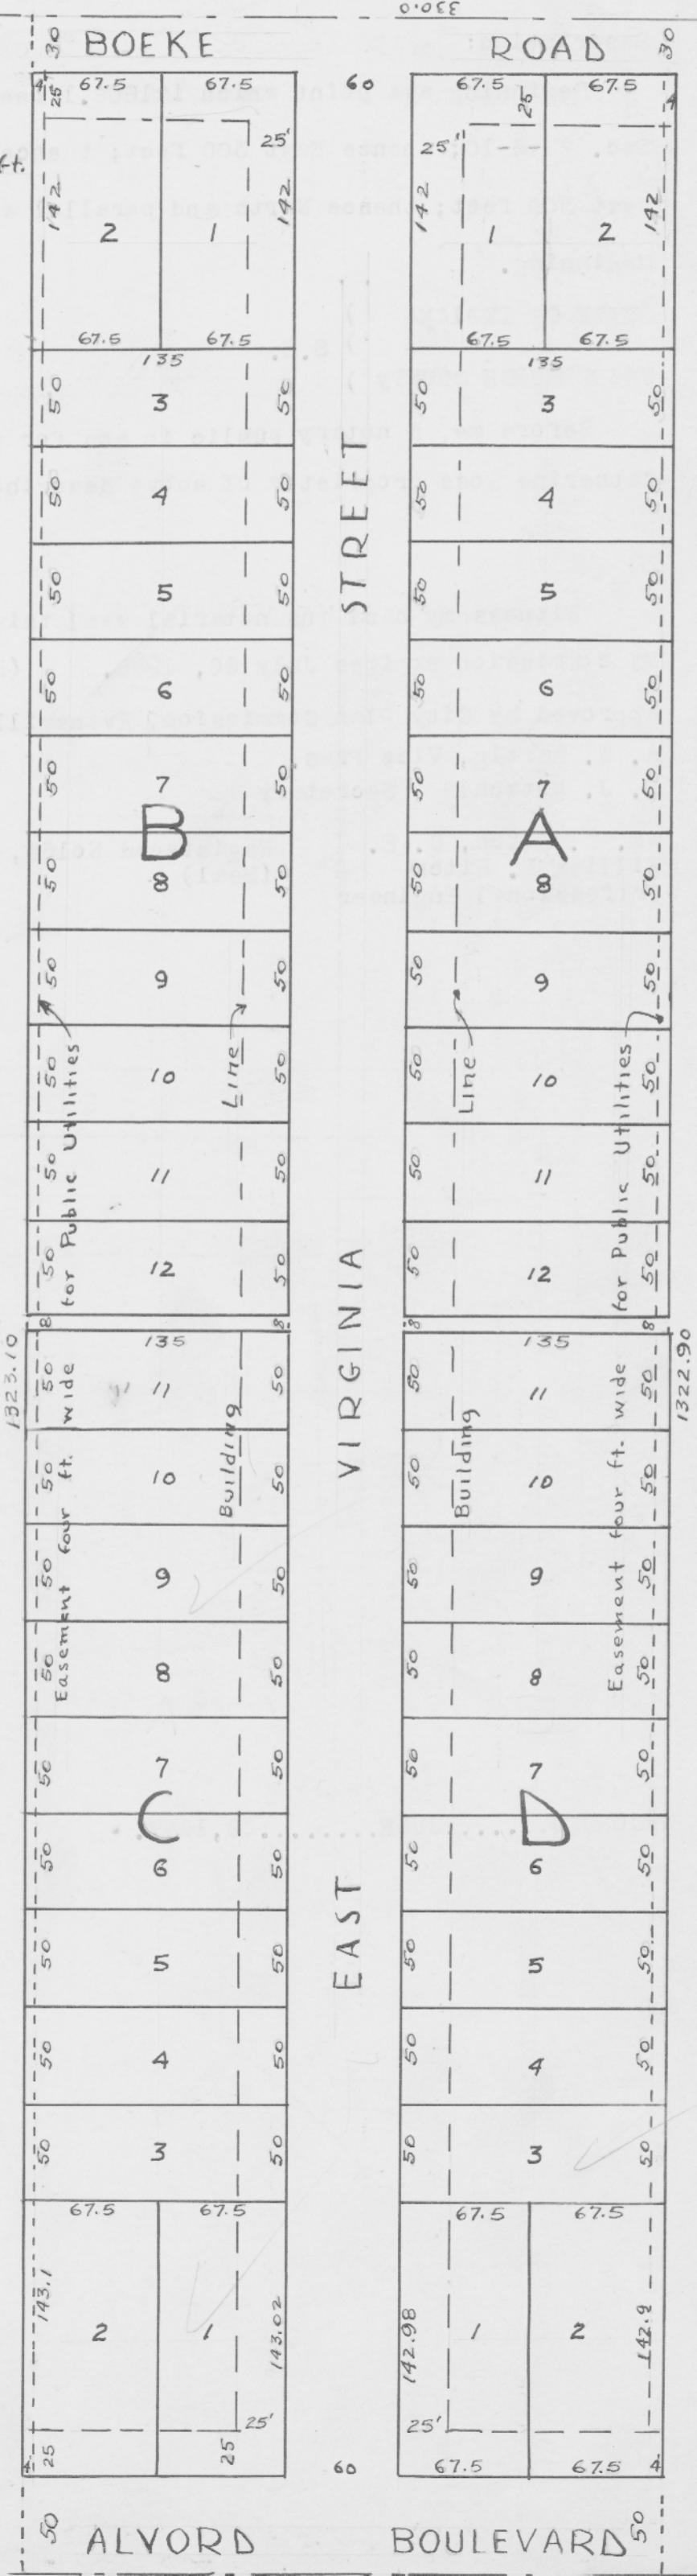 330.0
30 BOEKE ROAD 30
4' 67.5 67.5 60 67.5 67.5 4
25 25' 25' 25
ft.
142 142 142 142
2 1 1 2
67.5 67.5 67.5 67.5
135 135
50 3 50 50 3 50
50 4 50 50 4 50
50 5 50 50 5 50
50 6 50 50 6 50
50 7 50 50 7 50
B A
50 8 50 50 8 50
50 9 50 50 9 50
50 10 50 50 10 50
50 11 50 50 11 50
50 12 50 50 12 50
8 8 8 8
EAST VIRGINIA STREET
Easement four ft. wide for Public Utilities
Building Line
Building Line
Easement four ft. wide for Public Utilities
1323.10 1322.90
135 135
50 11 50 50 11 50
50 10 50 50 10 50
50 9 50 50 9 50
50 8 50 50 8 50
50 7 50 50 7 50
C D
50 6 50 50 6 50
50 5 50 50 5 50
50 4 50 50 4 50
50 3 50 50 3 50
67.5 67.5 67.5 67.5
143.1 143.02 142.98 142.9
2 1 1 2
25' 25'
4' 25 25 60 67.5 67.5 4
50 ALVORD BOULEVARD 50